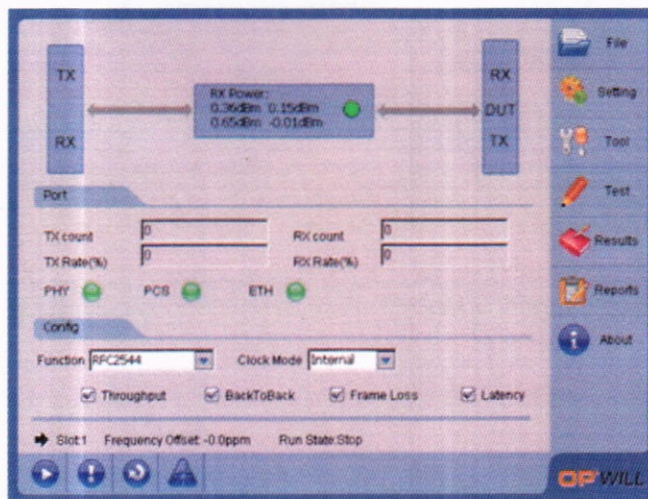 TX
RX
RX Power:
0.36dBm 0.15dBm
0.65dBm -0.01dBm
RX
DUT
TX
Port
TX count 0 RX count 0
TX Rate(%) 0 RX Rate(%) 0
PHY PCS ETH
Config
Function RFC2544 Clock Mode Internal
Throughput BackToBack Frame Loss Latency
Slot:1 Frequency Offset:-0.0ppm Run State:Stop
File
Setting
Tool
Test
Results
Reports
About
OPWILL